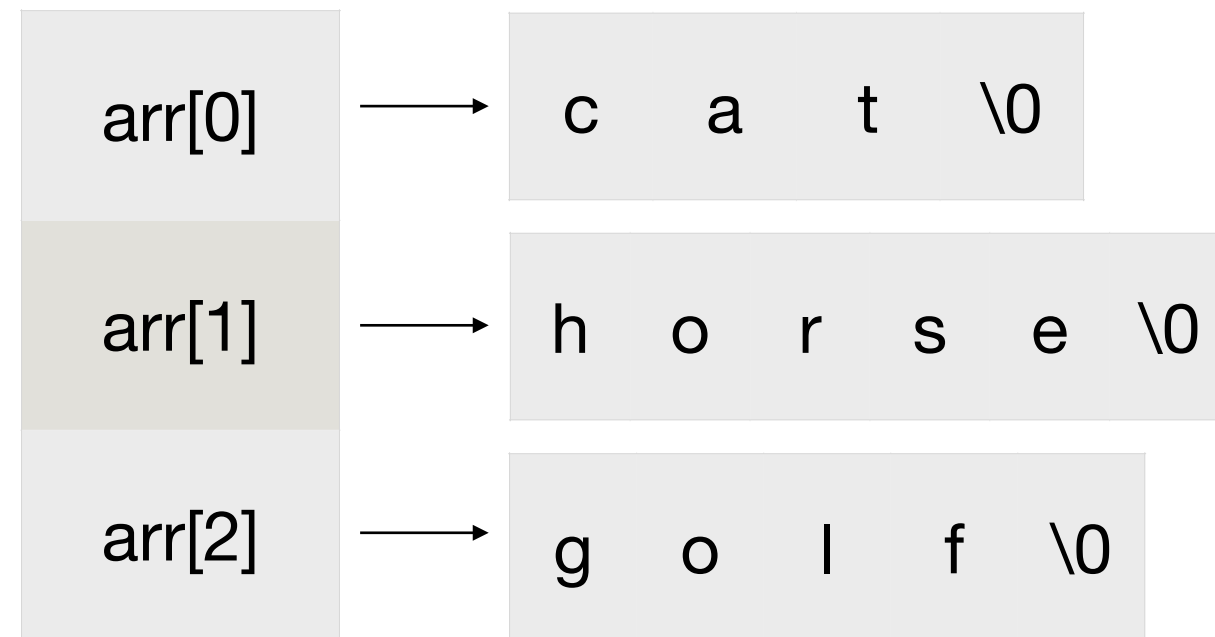 arr[0] c a t \0
arr[1] h o r s e \0
arr[2] g o l f \0